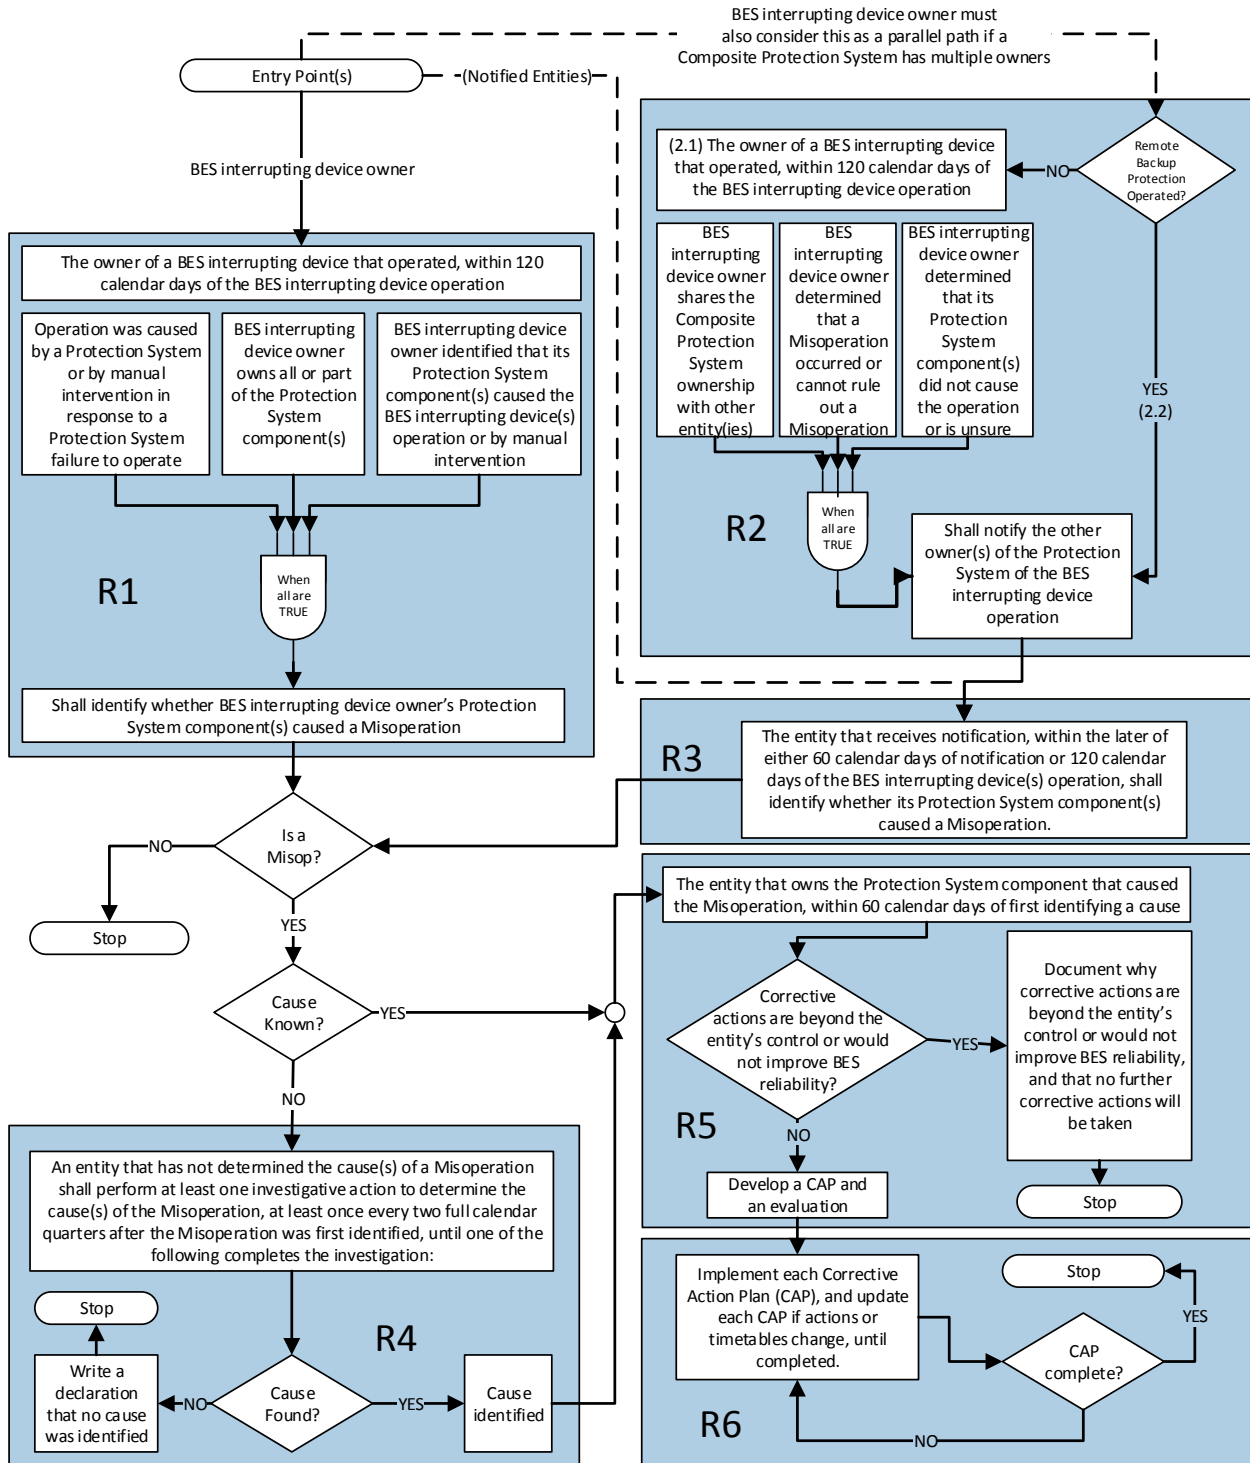 BES interrupting device owner must
also consider this as a parallel path if a
Composite Protection System has multiple owners
Entry Point(s)
(Notified Entities)
BES interrupting device owner
The owner of a BES interrupting device that operated, within 120
calendar days of the BES interrupting device operation
Operation was caused
by a Protection System
or by manual
intervention in
response to a
Protection System
failure to operate
BES interrupting
device owner
owns all or part
of the Protection
System
component(s)
BES interrupting device
owner identified that its
Protection System
component(s) caused the
BES interrupting device(s)
operation or by manual
intervention
When
all are
TRUE
R1
Shall identify whether BES interrupting device owner's Protection
System component(s) caused a Misoperation
Remote
Backup
Protection
Operated?
NO
(2.1) The owner of a BES interrupting device
that operated, within 120 calendar days of
the BES interrupting device operation
BES
interrupting
device owner
shares the
Composite
Protection
System
ownership
with other
entity(ies)
BES
interrupting
device owner
determined
that a
Misoperation
occurred or
cannot rule
out a
Misoperation
BES interrupting
device owner
determined
that its
Protection
System
component(s)
did not cause
the operation
or is unsure
YES
(2.2)
When
all are
TRUE
R2
Shall notify the other
owner(s) of the Protection
System of the BES
interrupting device
operation
R3
The entity that receives notification, within the later of
either 60 calendar days of notification or 120 calendar
days of the BES interrupting device(s) operation, shall
identify whether its Protection System component(s)
caused a Misoperation.
Is a
Misop?
NO
Stop
YES
Cause
Known?
YES
NO
An entity that has not determined the cause(s) of a Misoperation
shall perform at least one investigative action to determine the
cause(s) of the Misoperation, at least once every two full calendar
quarters after the Misoperation was first identified, until one of the
following completes the investigation:
Stop
R4
Write a
declaration
that no cause
was identified
NO
Cause
Found?
YES
Cause
identified
The entity that owns the Protection System component that caused
the Misoperation, within 60 calendar days of first identifying a cause
Corrective
actions are beyond the
entity's control or would
not improve BES
reliability?
YES
Document why
corrective actions are
beyond the entity's
control or would not
improve BES reliability,
and that no further
corrective actions will
be taken
R5
NO
Develop a CAP and
an evaluation
Stop
Implement each Corrective
Action Plan (CAP), and update
each CAP if actions or
timetables change, until
completed.
Stop
YES
CAP
complete?
R6
NO